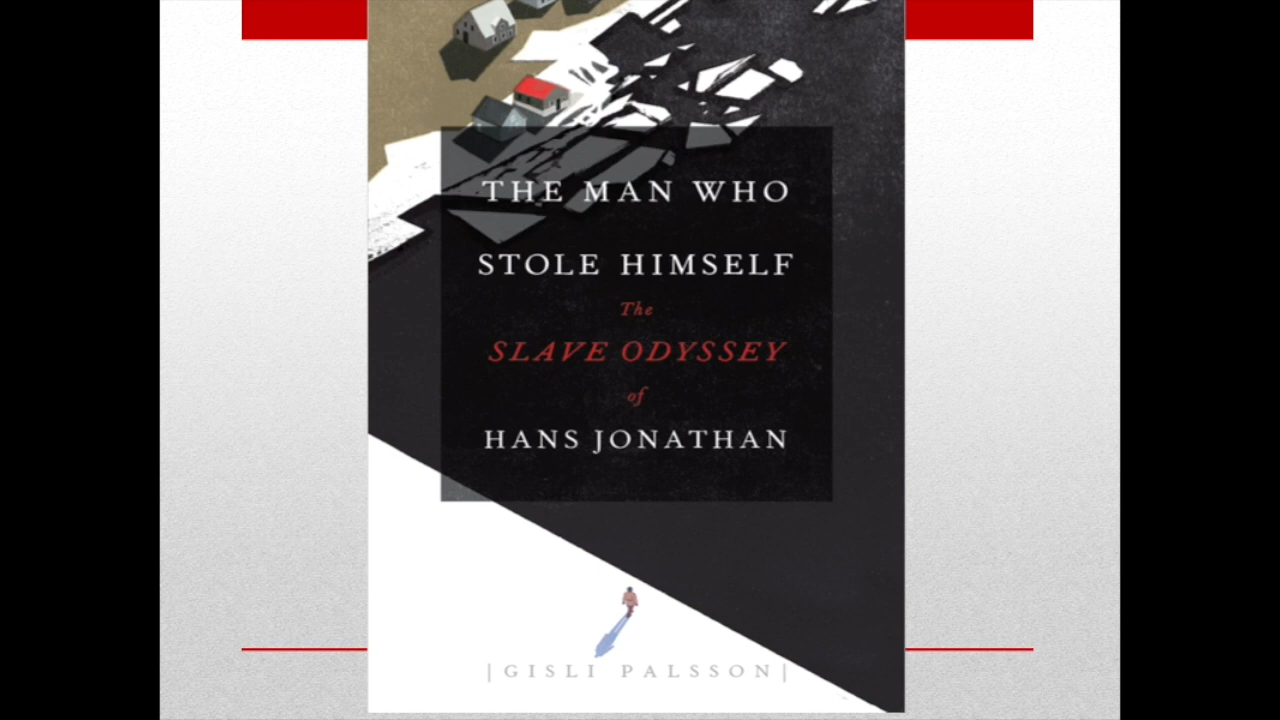 THE MAN WHO
STOLE HIMSELF
The
SLAVE ODYSSEY
of
HANS JONATHAN
|GISLI PALSSON|